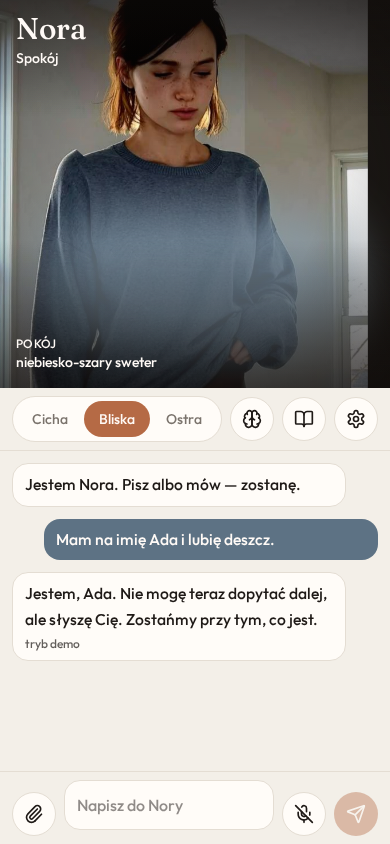 Nora
Spokój
POKÓJ
niebiesko-szary sweter
Cicha
Bliska
Ostra
Jestem Nora. Pisz albo mów — zostanę.
Mam na imię Ada i lubię deszcz.
Jestem, Ada. Nie mogę teraz dopytać dalej,
ale słyszę Cię. Zostańmy przy tym, co jest.
tryb demo
Napisz do Nory